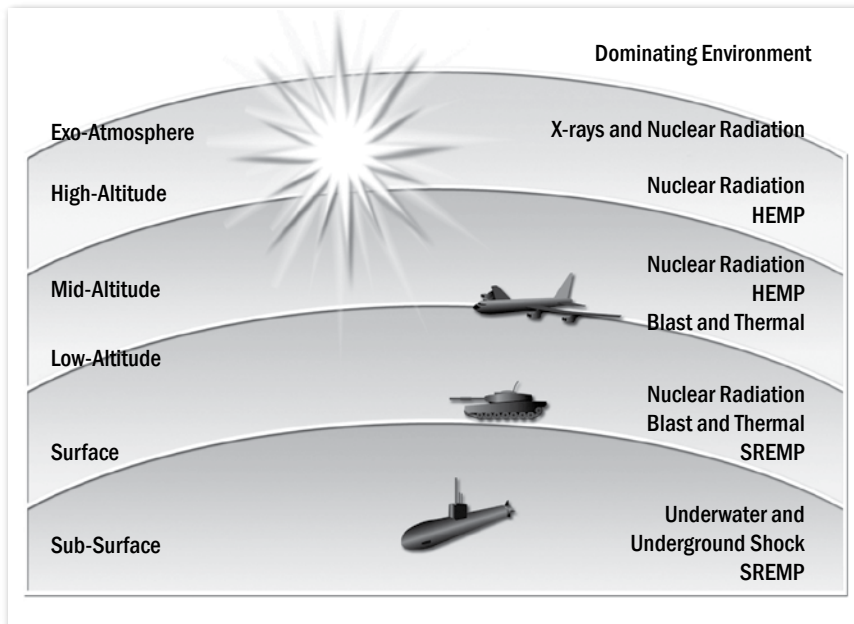 Dominating Environment
Exo-Atmosphere
X-rays and Nuclear Radiation
High-Altitude
Nuclear Radiation
HEMP
Mid-Altitude
Nuclear Radiation
HEMP
Blast and Thermal
Low-Altitude
Nuclear Radiation
Blast and Thermal
Surface
SREMP
Sub-Surface
Underwater and
Underground Shock
SREMP